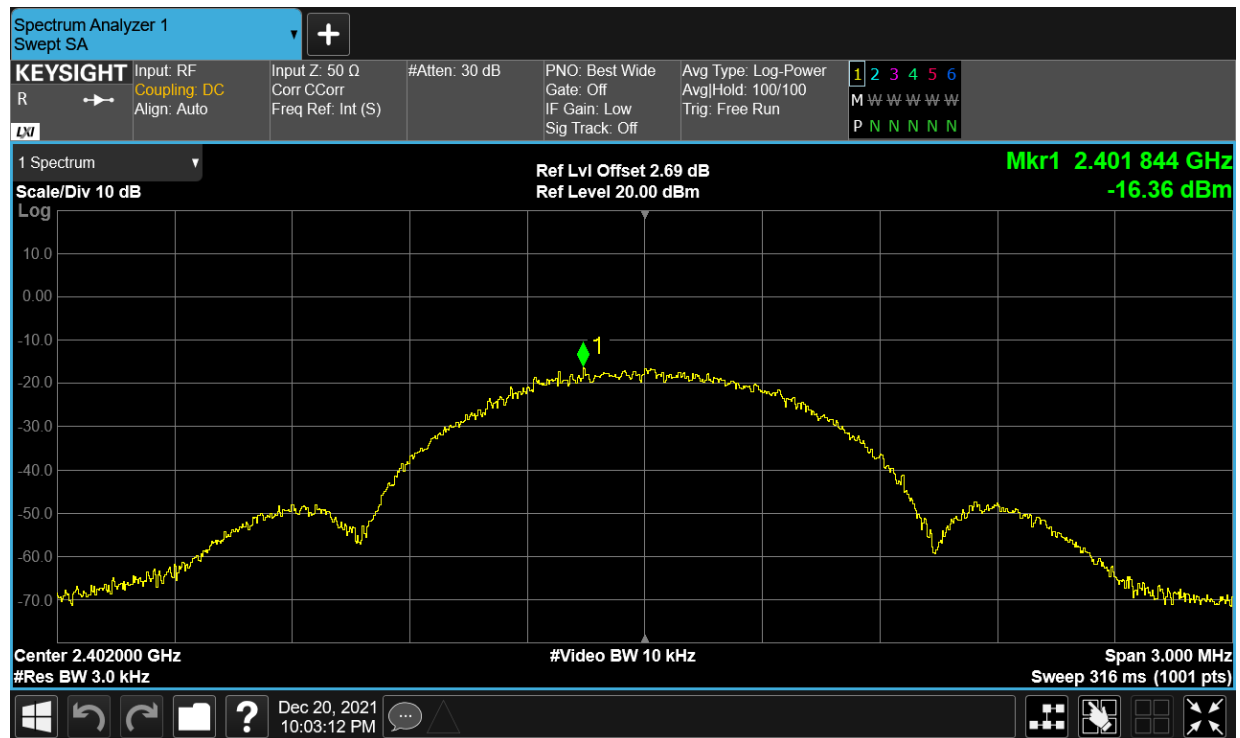 Spectrum Analyzer 1
Swept SA
+
KEYSIGHT
R
LXI
Input: RF
Coupling: DC
Align: Auto
Input Z: 50 Ω
Corr CCorr
Freq Ref: Int (S)
#Atten: 30 dB
PNO: Best Wide
Gate: Off
IF Gain: Low
Sig Track: Off
Avg Type: Log-Power
Avg|Hold: 100/100
Trig: Free Run
1 2 3 4 5 6
M W W W W W
P N N N N N
1 Spectrum
Scale/Div 10 dB
Ref Lvl Offset 2.69 dB
Ref Level 20.00 dBm
Mkr1 2.401 844 GHz
-16.36 dBm
Log
10.0
0.00
-10.0
-20.0
-30.0
-40.0
-50.0
-60.0
-70.0
1
Center 2.402000 GHz
#Res BW 3.0 kHz
#Video BW 10 kHz
Span 3.000 MHz
Sweep 316 ms (1001 pts)
?
Dec 20, 2021
10:03:12 PM